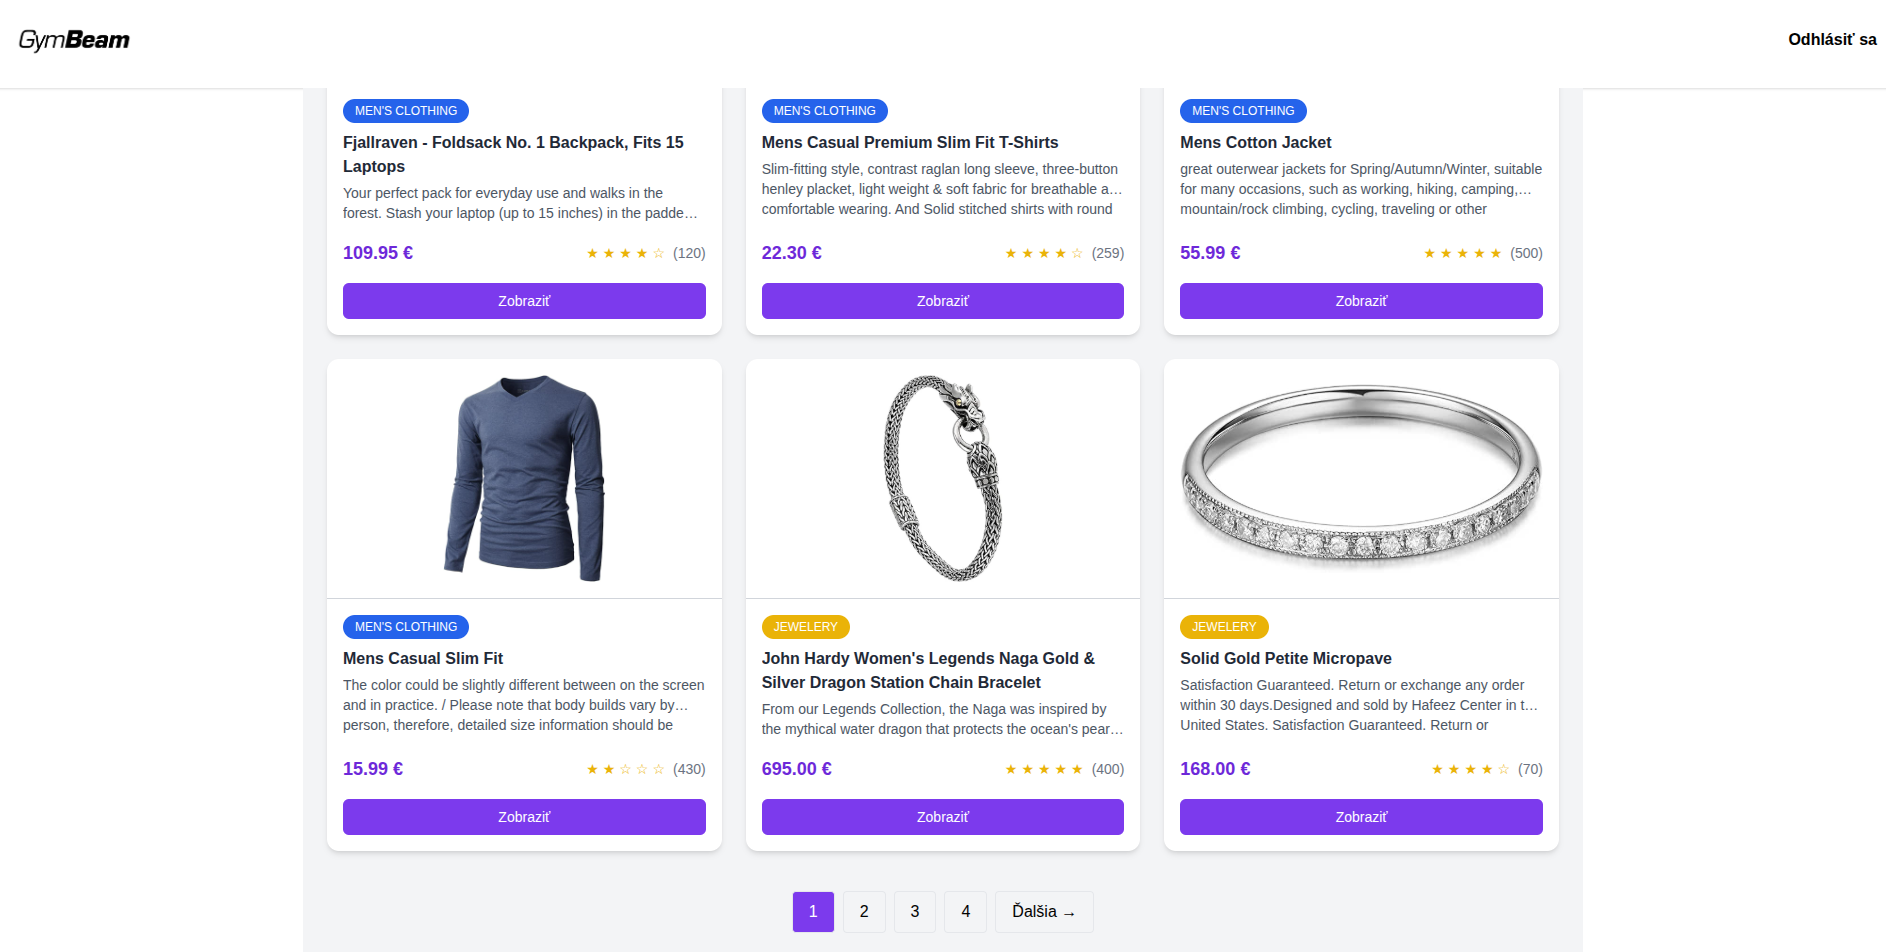 GymBeam
Odhlásiť sa
MEN'S CLOTHING
Fjallraven - Foldsack No. 1 Backpack, Fits 15
Laptops
Your perfect pack for everyday use and walks in the
forest. Stash your laptop (up to 15 inches) in the padde…
109.95 €
★ ★ ★ ★ ☆ (120)
Zobraziť
MEN'S CLOTHING
Mens Casual Premium Slim Fit T-Shirts
Slim-fitting style, contrast raglan long sleeve, three-button
henley placket, light weight & soft fabric for breathable a…
comfortable wearing. And Solid stitched shirts with round
22.30 €
★ ★ ★ ★ ☆ (259)
Zobraziť
MEN'S CLOTHING
Mens Cotton Jacket
great outerwear jackets for Spring/Autumn/Winter, suitable
for many occasions, such as working, hiking, camping,…
mountain/rock climbing, cycling, traveling or other
55.99 €
★ ★ ★ ★ ★ (500)
Zobraziť
MEN'S CLOTHING
Mens Casual Slim Fit
The color could be slightly different between on the screen
and in practice. / Please note that body builds vary by…
person, therefore, detailed size information should be
15.99 €
★ ★ ☆ ☆ ☆ (430)
Zobraziť
JEWELERY
John Hardy Women's Legends Naga Gold &
Silver Dragon Station Chain Bracelet
From our Legends Collection, the Naga was inspired by
the mythical water dragon that protects the ocean's pear…
695.00 €
★ ★ ★ ★ ★ (400)
Zobraziť
JEWELERY
Solid Gold Petite Micropave
Satisfaction Guaranteed. Return or exchange any order
within 30 days.Designed and sold by Hafeez Center in t…
United States. Satisfaction Guaranteed. Return or
168.00 €
★ ★ ★ ★ ☆ (70)
Zobraziť
1 2 3 4 Ďalšia →